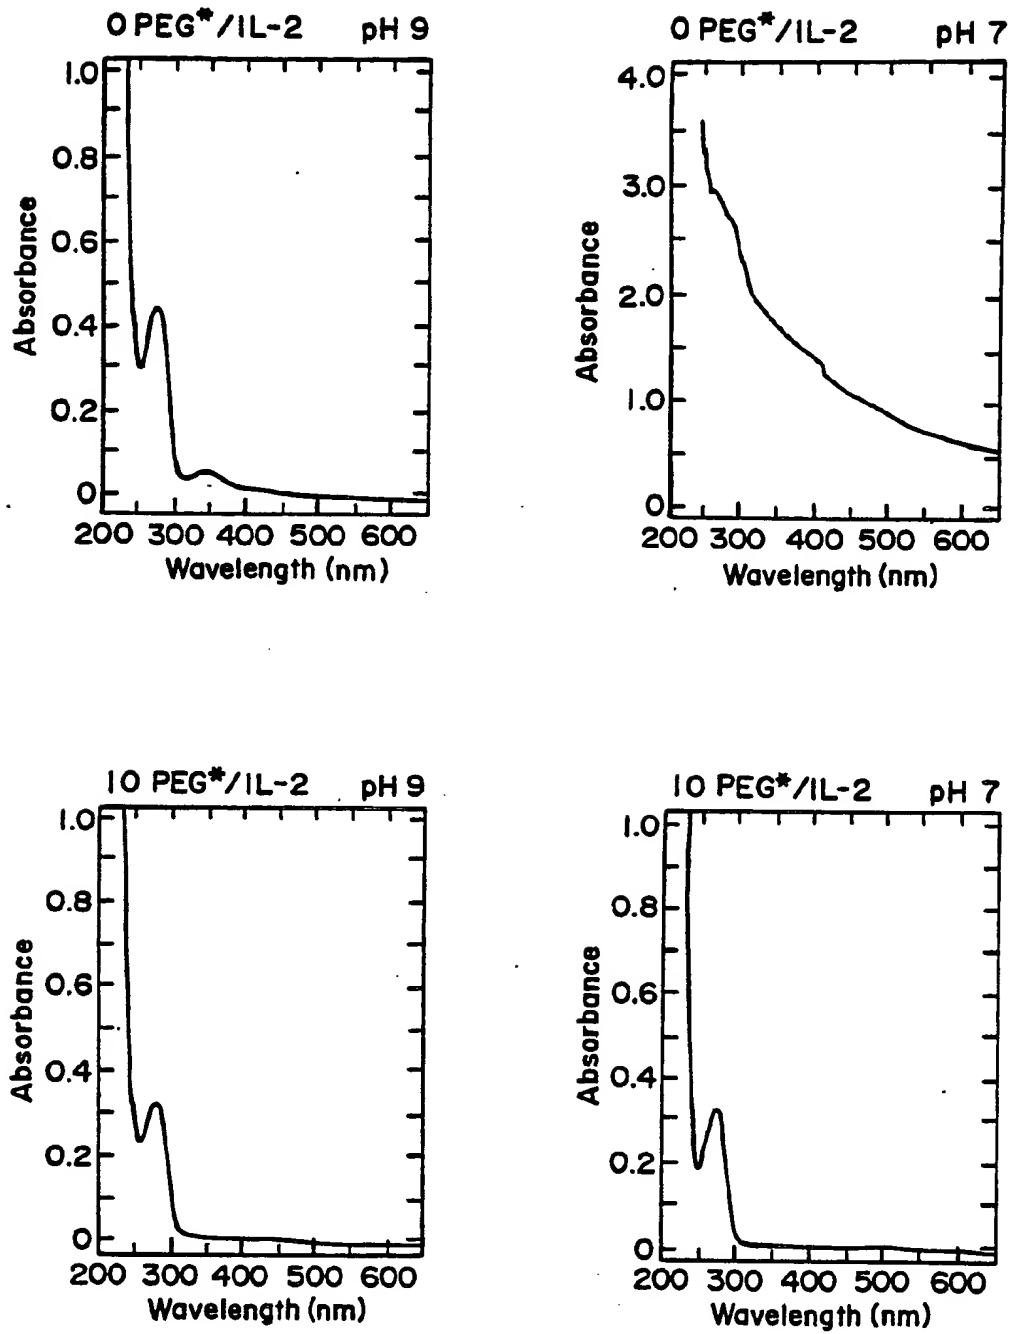 0 PEG*/IL-2 pH 9
1.0
0.8
0.6
0.4
0.2
0
Absorbance
200 300 400 500 600
Wavelength (nm)
0 PEG*/IL-2 pH 7
4.0
3.0
2.0
1.0
0
Absorbance
200 300 400 500 600
Wavelength (nm)
10 PEG*/IL-2 pH 9
1.0
0.8
0.6
0.4
0.2
0
Absorbance
200 300 400 500 600
Wavelength (nm)
10 PEG*/IL-2 pH 7
1.0
0.8
0.6
0.4
0.2
0
Absorbance
200 300 400 500 600
Wavelength (nm)